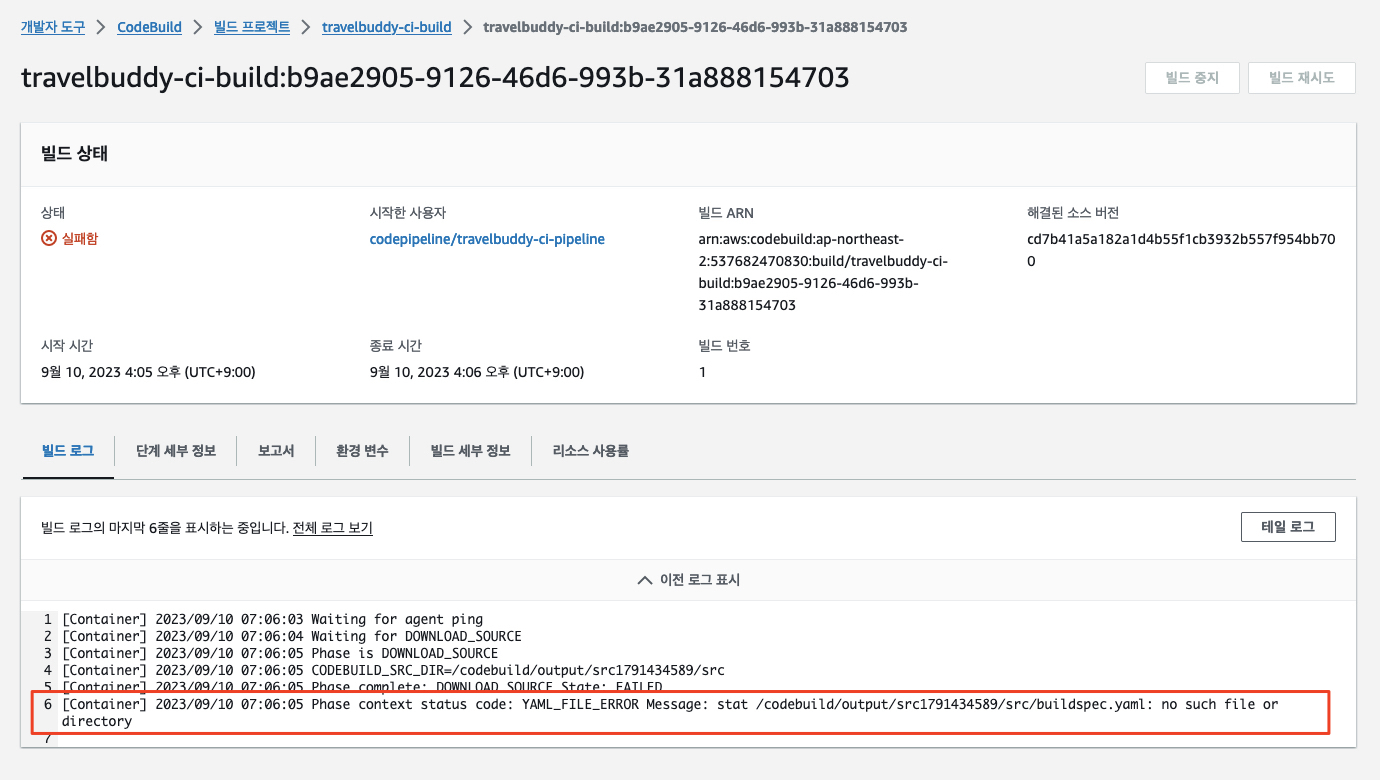 개발자 도구 > CodeBuild > 빌드 프로젝트 > travelbuddy-ci-build > travelbuddy-ci-build:b9ae2905-9126-46d6-993b-31a888154703
travelbuddy-ci-build:b9ae2905-9126-46d6-993b-31a888154703
빌드 중지
빌드 재시도
빌드 상태
상태
실패함
시작한 사용자
codepipeline/travelbuddy-ci-pipeline
빌드 ARN
arn:aws:codebuild:ap-northeast-
2:537682470830:build/travelbuddy-ci-
build:b9ae2905-9126-46d6-993b-
31a888154703
해결된 소스 버전
cd7b41a5a182a1d4b55f1cb3932b557f954bb70
0
시작 시간
9월 10, 2023 4:05 오후 (UTC+9:00)
종료 시간
9월 10, 2023 4:06 오후 (UTC+9:00)
빌드 번호
1
빌드 로그
단계 세부 정보
보고서
환경 변수
빌드 세부 정보
리소스 사용률
빌드 로그의 마지막 6줄을 표시하는 중입니다. 전체 로그 보기
테일 로그
이전 로그 표시
1 [Container] 2023/09/10 07:06:03 Waiting for agent ping
2 [Container] 2023/09/10 07:06:04 Waiting for DOWNLOAD_SOURCE
3 [Container] 2023/09/10 07:06:05 Phase is DOWNLOAD_SOURCE
4 [Container] 2023/09/10 07:06:05 CODEBUILD_SRC_DIR=/codebuild/output/src1791434589/src
5 [Container] 2023/09/10 07:06:05 Phase complete: DOWNLOAD_SOURCE State: FAILED
6 [Container] 2023/09/10 07:06:05 Phase context status code: YAML_FILE_ERROR Message: stat /codebuild/output/src1791434589/src/buildspec.yaml: no such file or
directory
7